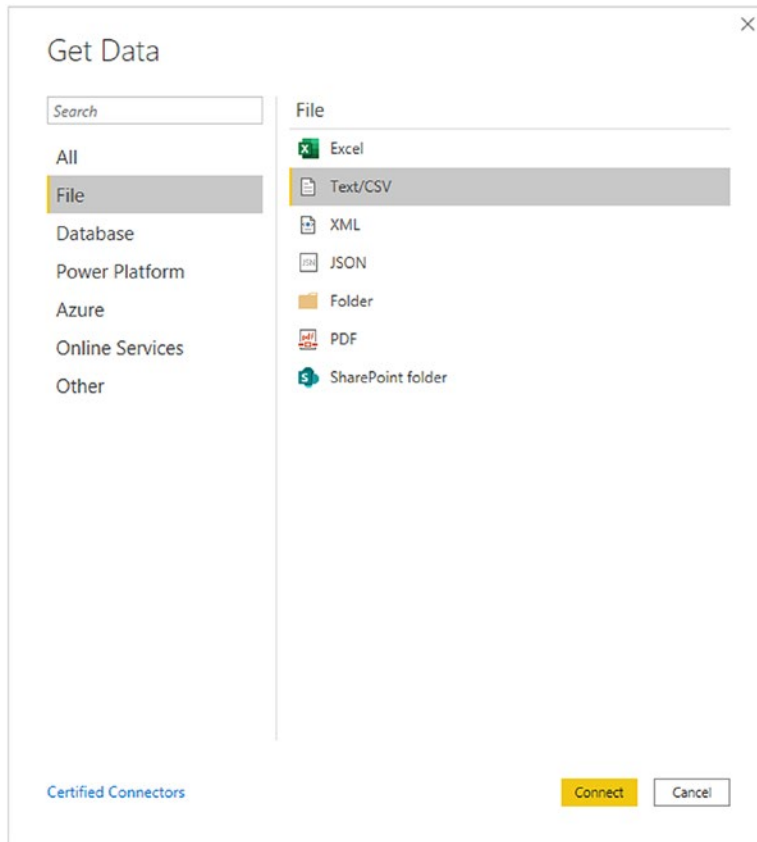 Get Data
Search
All
File
Database
Power Platform
Azure
Online Services
Other
File
Excel
Text/CSV
XML
JSON
Folder
PDF
SharePoint folder
Certified Connectors
Connect
Cancel